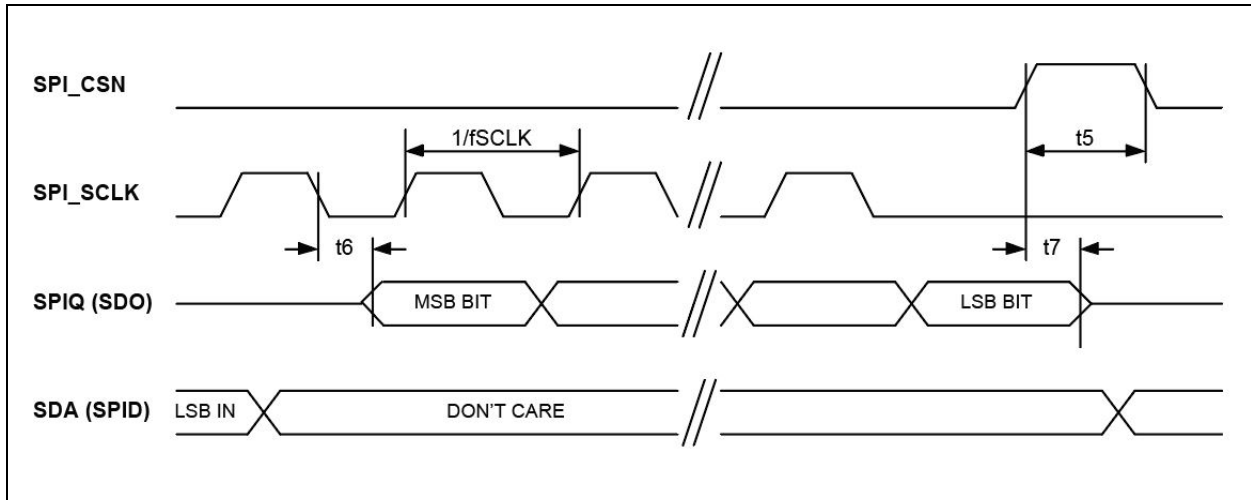 SPI_CSN
t5
1/fSCLK
SPI_SCLK
t6
t7
SPIQ (SDO)
MSB BIT
LSB BIT
SDA (SPID)
LSB IN
DON'T CARE